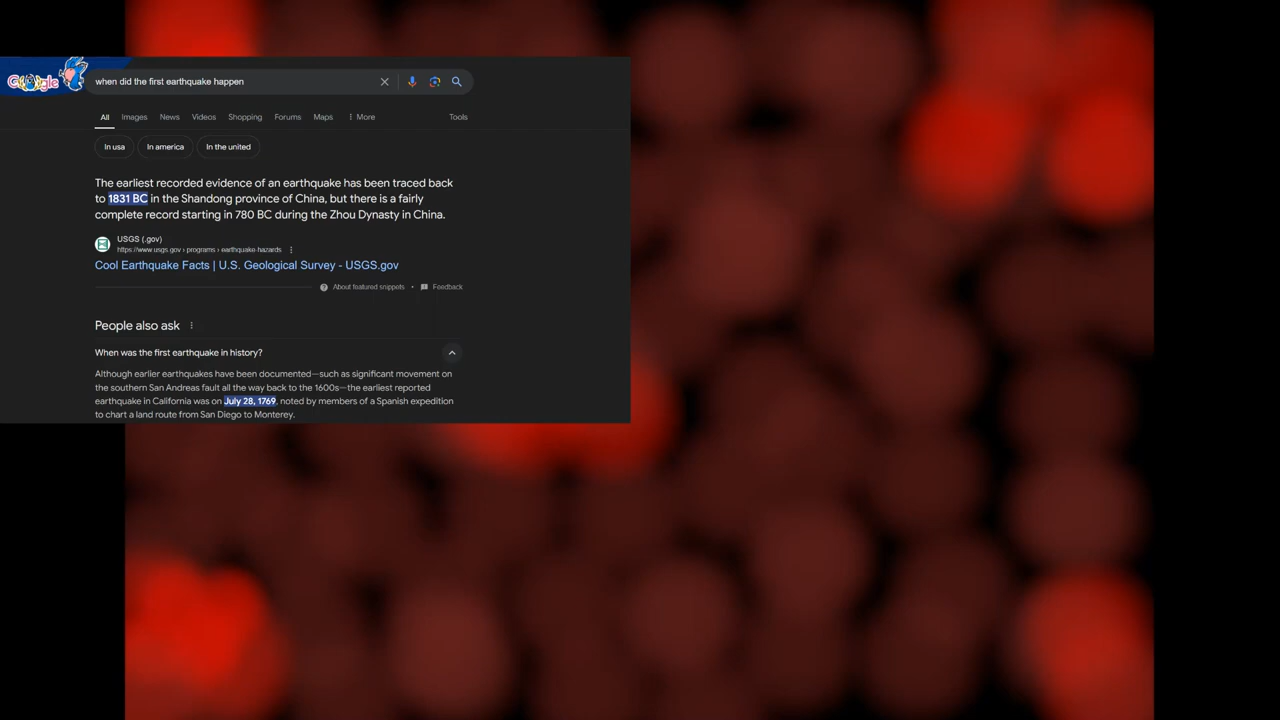 Google
when did the first earthquake happen
All Images News Videos Shopping Forums Maps More Tools
In usa In america In the united
The earliest recorded evidence of an earthquake has been traced back
to 1831 BC in the Shandong province of China, but there is a fairly
complete record starting in 780 BC during the Zhou Dynasty in China.
USGS (.gov)
https://www.usgs.gov › programs › earthquake-hazards
Cool Earthquake Facts | U.S. Geological Survey - USGS.gov
About featured snippets • Feedback
People also ask
When was the first earthquake in history?
Although earlier earthquakes have been documented—such as significant movement on
the southern San Andreas fault all the way back to the 1600s—the earliest reported
earthquake in California was on July 28, 1769, noted by members of a Spanish expedition
to chart a land route from San Diego to Monterey.